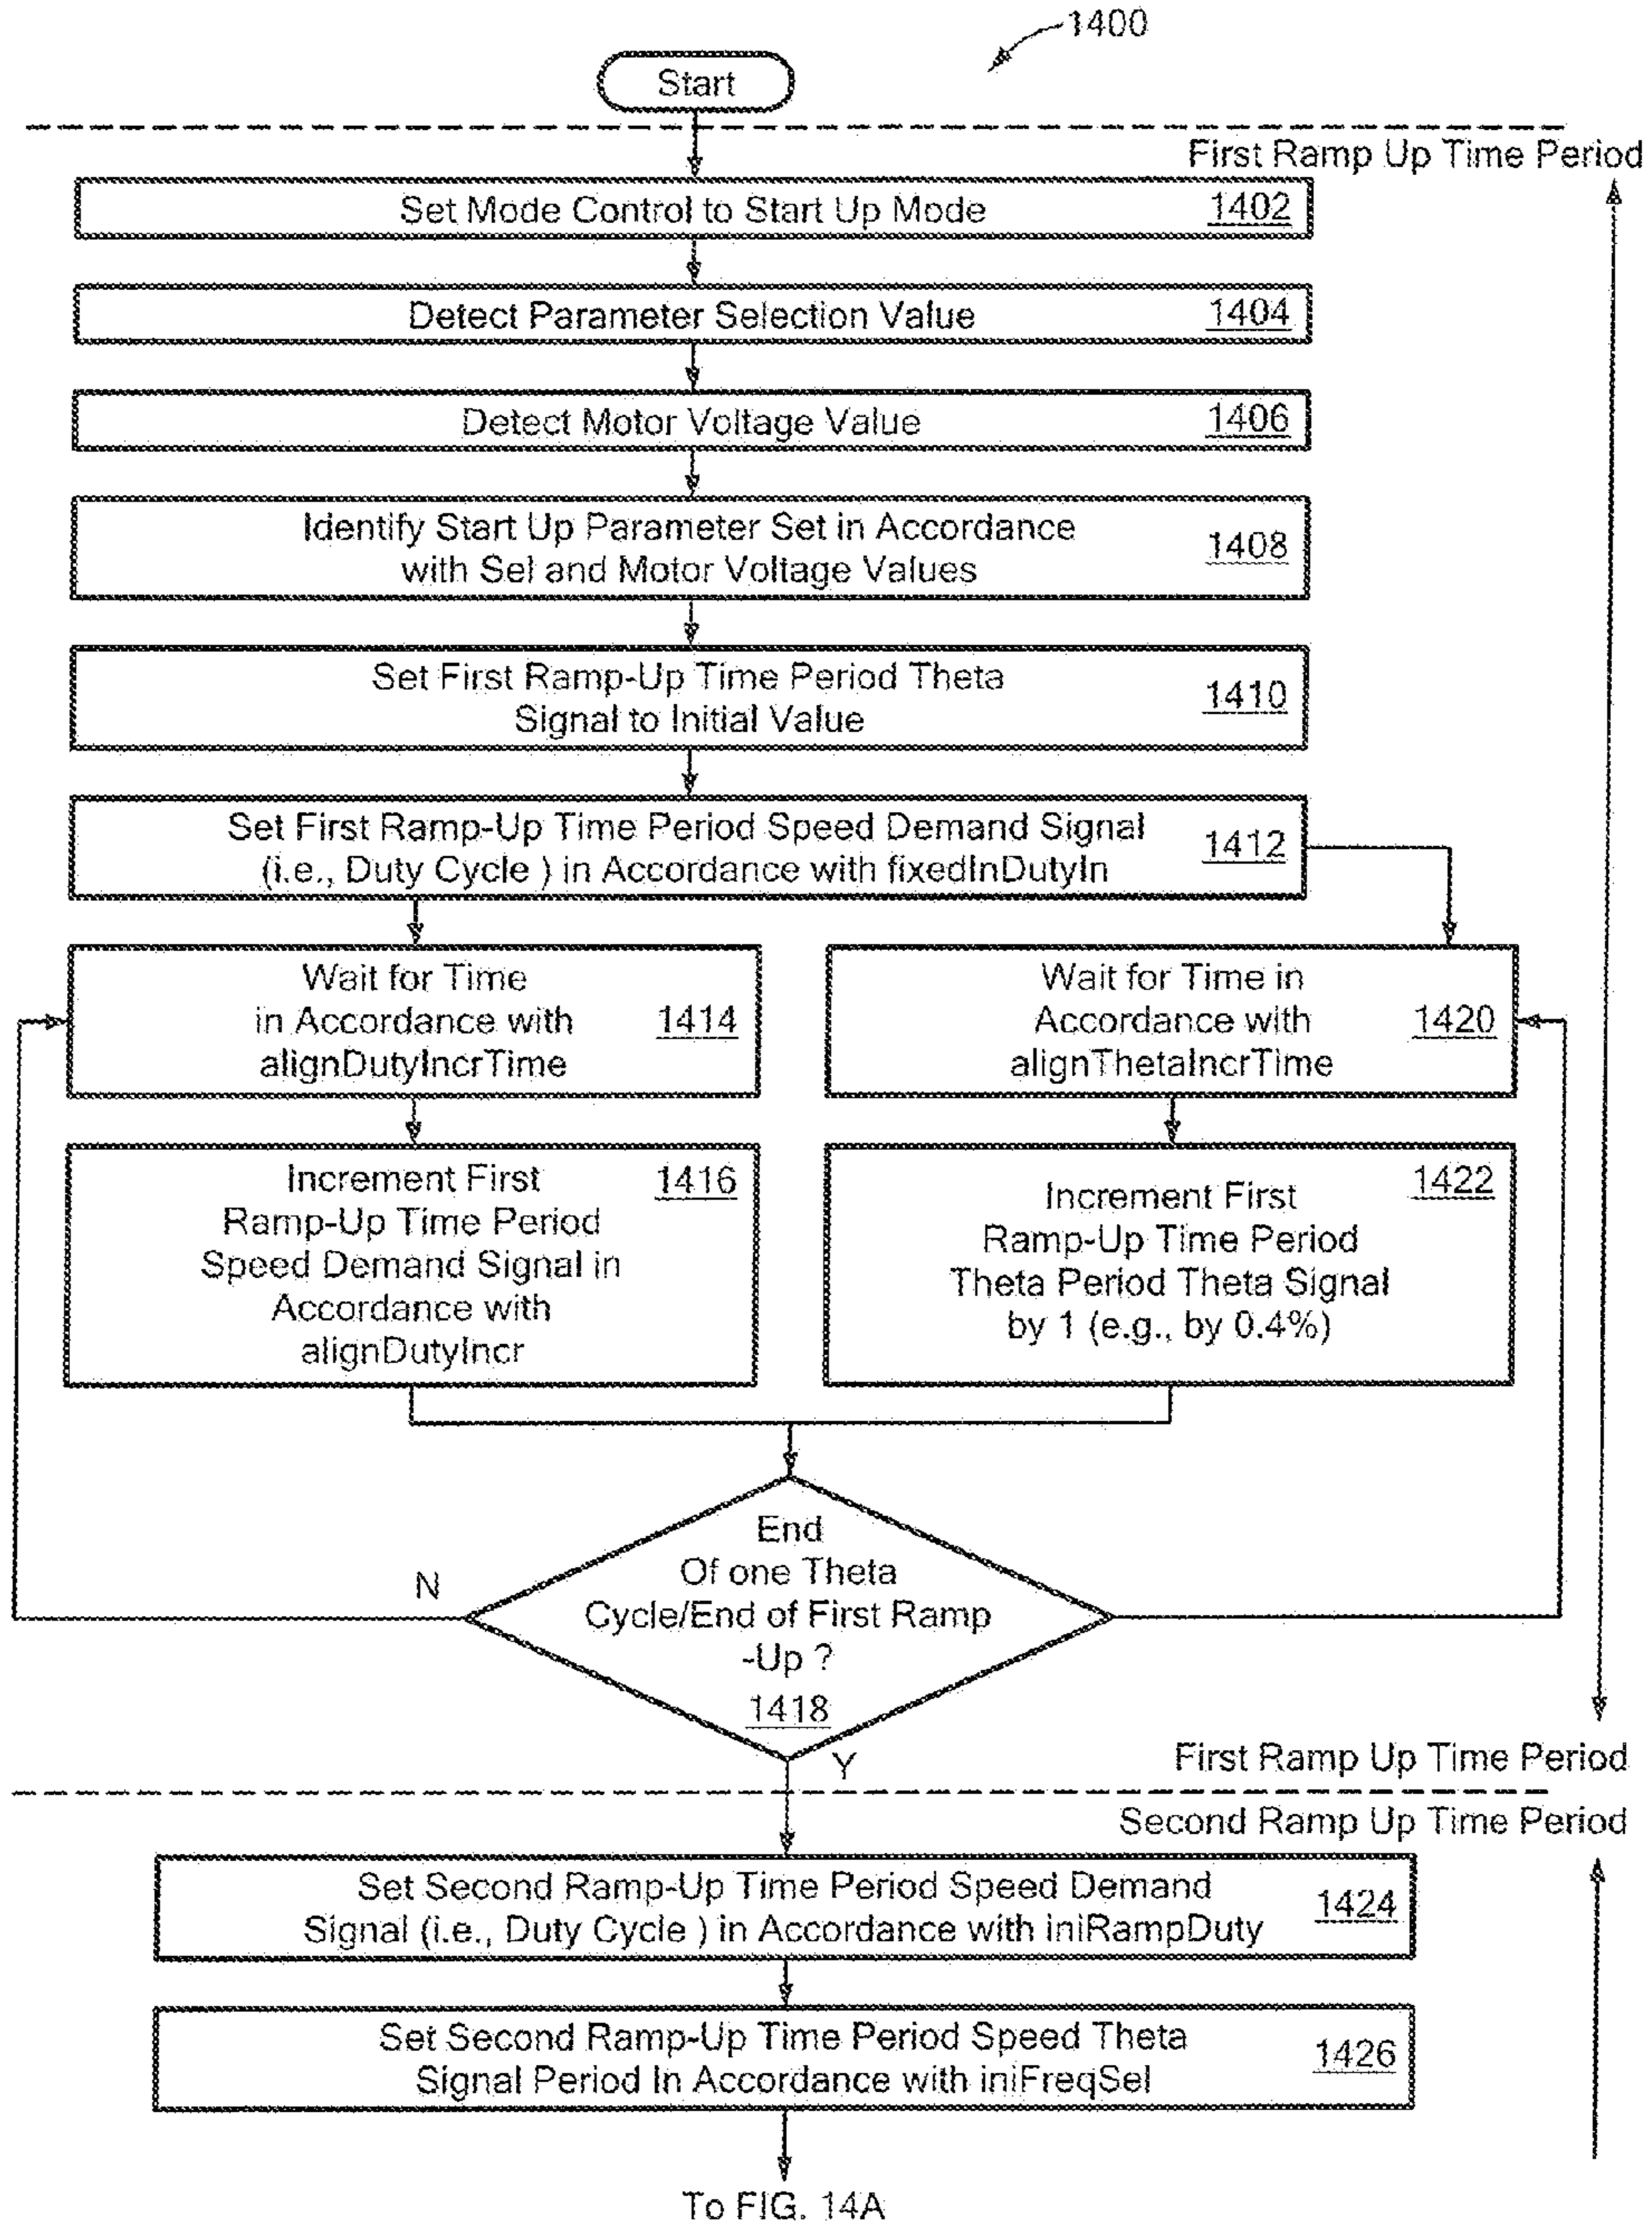 1400
Start
First Ramp Up Time Period
Set Mode Control to Start Up Mode 1402
Detect Parameter Selection Value 1404
Detect Motor Voltage Value 1406
Identify Start Up Parameter Set in Accordance
with Sel and Motor Voltage Values
1408
Set First Ramp-Up Time Period Theta
Signal to Initial Value
1410
Set First Ramp-Up Time Period Speed Demand Signal
(i.e., Duty Cycle ) in Accordance with fixedInDutyIn
1412
Wait for Time
in Accordance with
alignDutyIncrTime
1414
Wait for Time in
Accordance with
alignThetaIncrTime
1420
Increment First
Ramp-Up Time Period
Speed Demand Signal in
Accordance with
alignDutyIncr
1416
Increment First
Ramp-Up Time Period
Theta Period Theta Signal
by 1 (e.g., by 0.4%)
1422
End
Of one Theta
Cycle/End of First Ramp
-Up ?
1418
N
Y
First Ramp Up Time Period
Second Ramp Up Time Period
Set Second Ramp-Up Time Period Speed Demand
Signal (i.e., Duty Cycle ) in Accordance with iniRampDuty
1424
Set Second Ramp-Up Time Period Speed Theta
Signal Period In Accordance with iniFreqSel
1426
To FIG. 14A